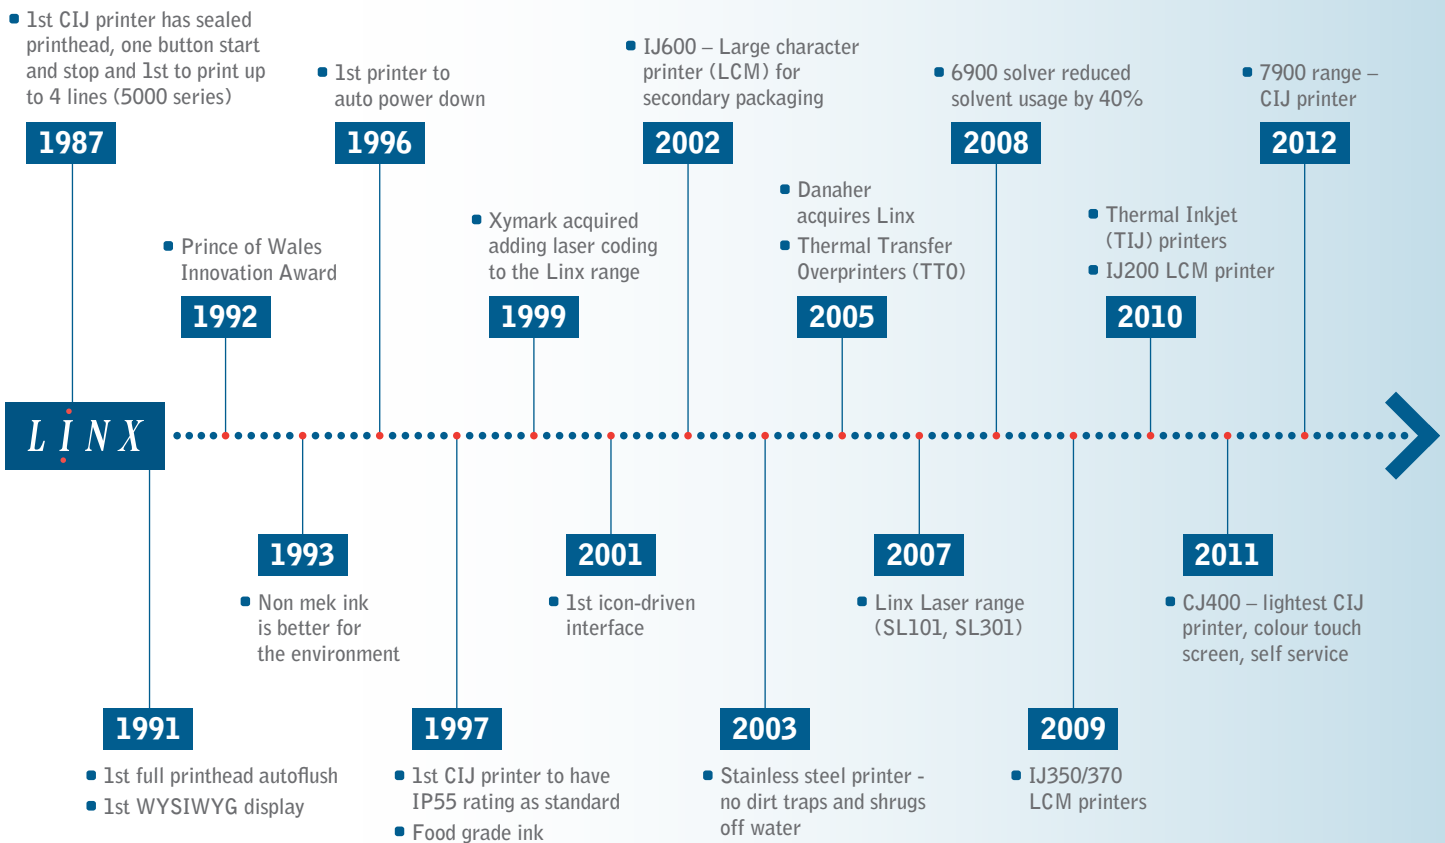 1st CIJ printer has sealed
printhead, one button start
and stop and 1st to print up
to 4 lines (5000 series)
1987
Prince of Wales
Innovation Award
1992
1st printer to
auto power down
1996
Xymark acquired
adding laser coding
to the Linx range
1999
IJ600 – Large character
printer (LCM) for
secondary packaging
2002
Danaher
acquires Linx
Thermal Transfer
Overprinters (TTO)
2005
6900 solver reduced
solvent usage by 40%
2008
Thermal Inkjet
(TIJ) printers
IJ200 LCM printer
2010
7900 range –
CIJ printer
2012
LINX
1991
1st full printhead autoflush
1st WYSIWYG display
1993
Non mek ink
is better for
the environment
1997
1st CIJ printer to have
IP55 rating as standard
Food grade ink
2001
1st icon-driven
interface
2003
Stainless steel printer -
no dirt traps and shrugs
off water
2007
Linx Laser range
(SL101, SL301)
2009
IJ350/370
LCM printers
2011
CJ400 – lightest CIJ
printer, colour touch
screen, self service